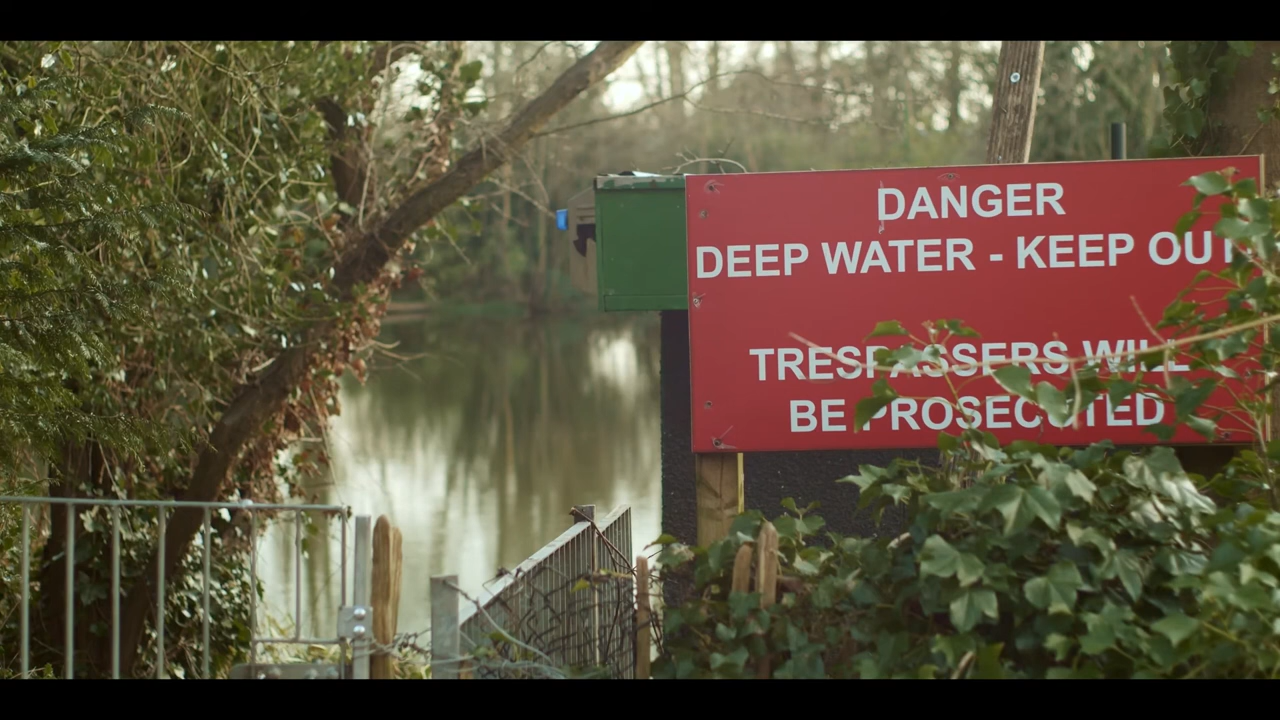 DANGER
DEEP WATER - KEEP OUT
TRESPASSERS WILL
BE PROSECUTED